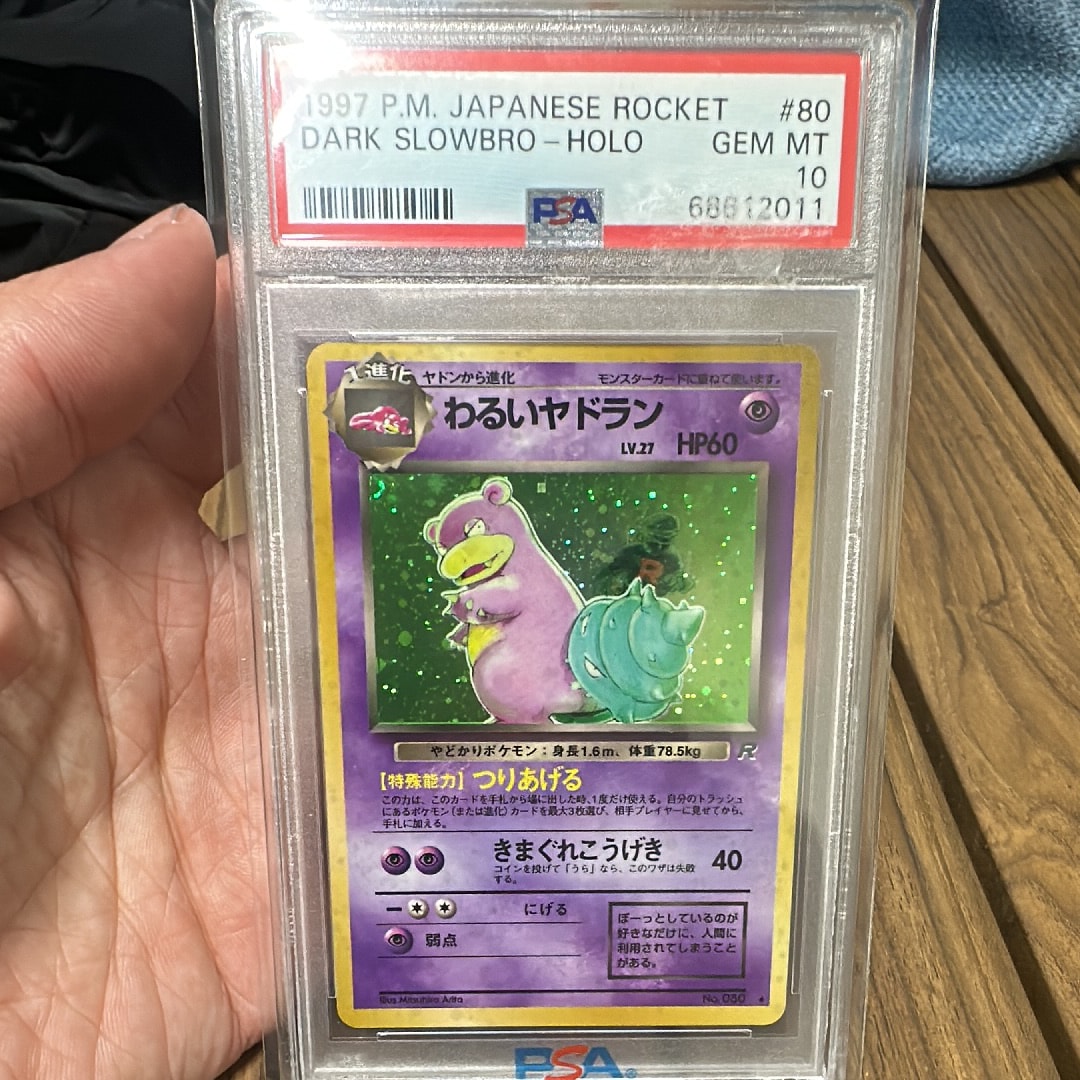 1997 P.M. JAPANESE ROCKET #80
DARK SLOWBRO - HOLO GEM MT
10
PSA 68612011
1進化 ヤドンから進化 モンスターカードに重ねて使います。
わるいヤドラン
LV.27 HP60
R
やどかりポケモン：身長1.6m、体重78.5kg R
【特殊能力】つりあげる
この力は、このカードを手札から場に出した時、1度だけ使える。自分のトラッシュ
にあるポケモン（または進化）カードを最大3枚選び、相手プレイヤーに見せてから、
手札に加える。
きまぐれこうげき 40
コインを投げて「うら」なら、このワザは失敗
する。
にげる
弱点
ぼーっとしているのが
好きなだけに、人間に
利用されてしまうこと
がある。
Illus. Mitsuhiro Arita No. 080
PSA